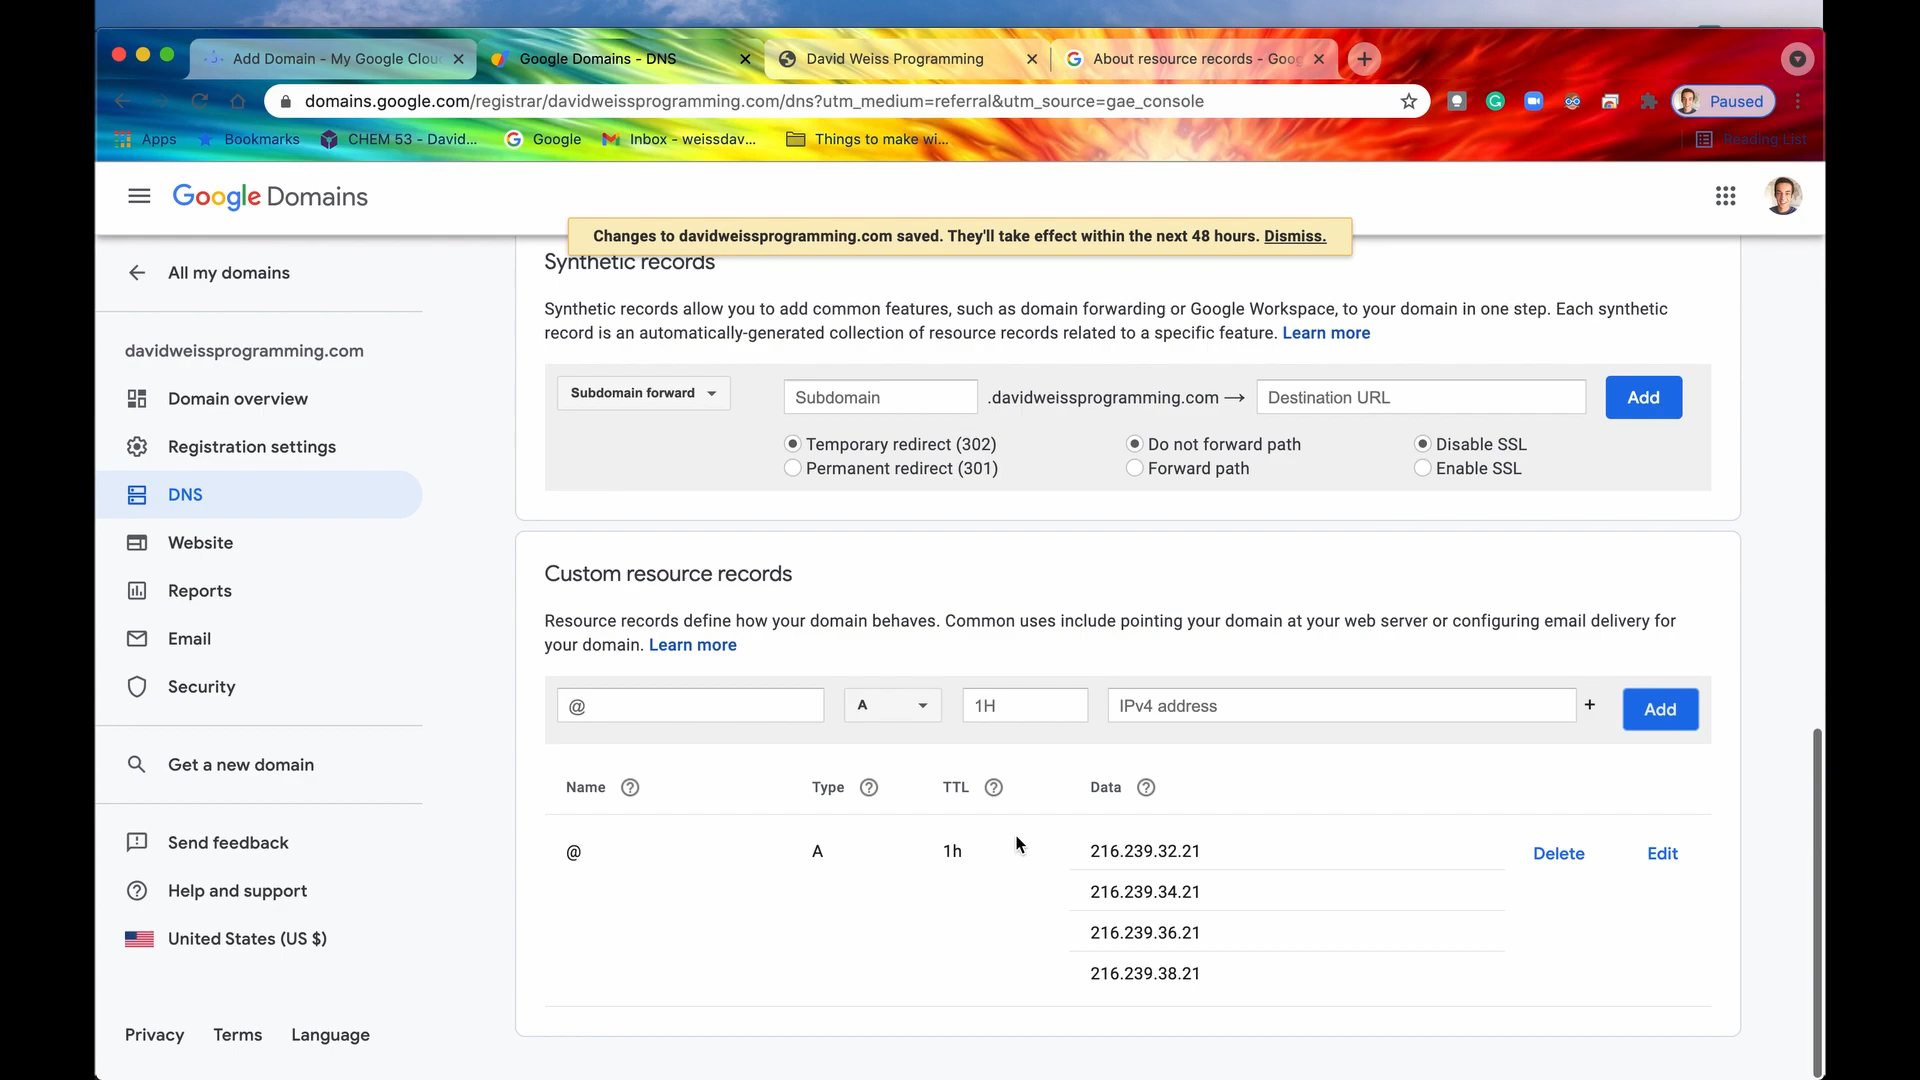 Add Domain - My Google Clou
Google Domains - DNS
David Weiss Programming
About resource records - Goog
domains.google.com/registrar/davidweissprogramming.com/dns?utm_medium=referral&utm_source=gae_console
Paused
Apps
Bookmarks
CHEM 53 - David...
Google
Inbox - weissdav...
Things to make wi...
Reading List
Google Domains
Changes to davidweissprogramming.com saved. They'll take effect within the next 48 hours. Dismiss.
All my domains
davidweissprogramming.com
Domain overview
Registration settings
DNS
Website
Reports
Email
Security
Get a new domain
Send feedback
Help and support
United States (US $)
Privacy
Terms
Language
Synthetic records
Synthetic records allow you to add common features, such as domain forwarding or Google Workspace, to your domain in one step. Each synthetic
record is an automatically-generated collection of resource records related to a specific feature. Learn more
Subdomain forward
Subdomain
.davidweissprogramming.com →
Destination URL
Add
Temporary redirect (302)
Do not forward path
Disable SSL
Permanent redirect (301)
Forward path
Enable SSL
Custom resource records
Resource records define how your domain behaves. Common uses include pointing your domain at your web server or configuring email delivery for
your domain. Learn more
@
A
1H
IPv4 address
+
Add
Name ?
Type ?
TTL ?
Data ?
@
A
1h
216.239.32.21
Delete
Edit
216.239.34.21
216.239.36.21
216.239.38.21